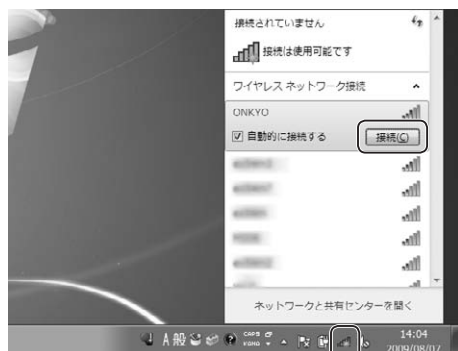 接続されていません
接続は使用可能です
ワイヤレス ネットワーク接続
ONKYO
自動的に接続する
接続(C)
ネットワークと共有センターを開く
A 般
CAPS
KANA
14:04
2009/08/07